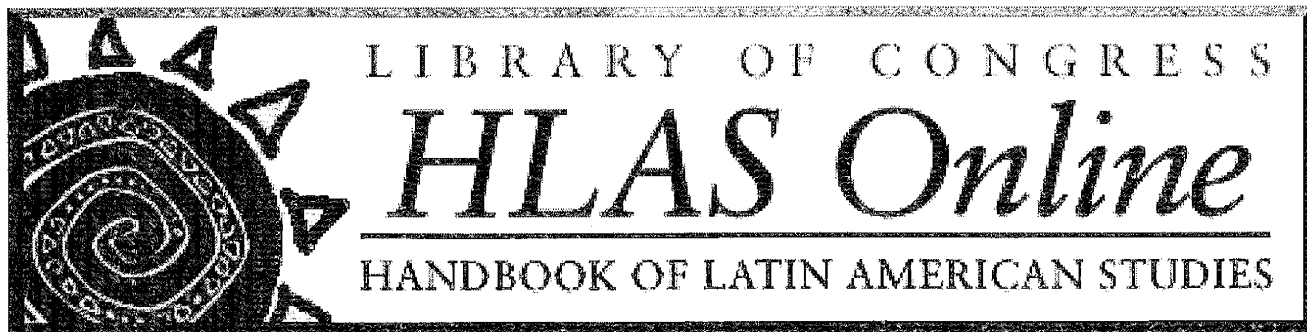 LIBRARY OF CONGRESS
HLAS Online
HANDBOOK OF LATIN AMERICAN STUDIES